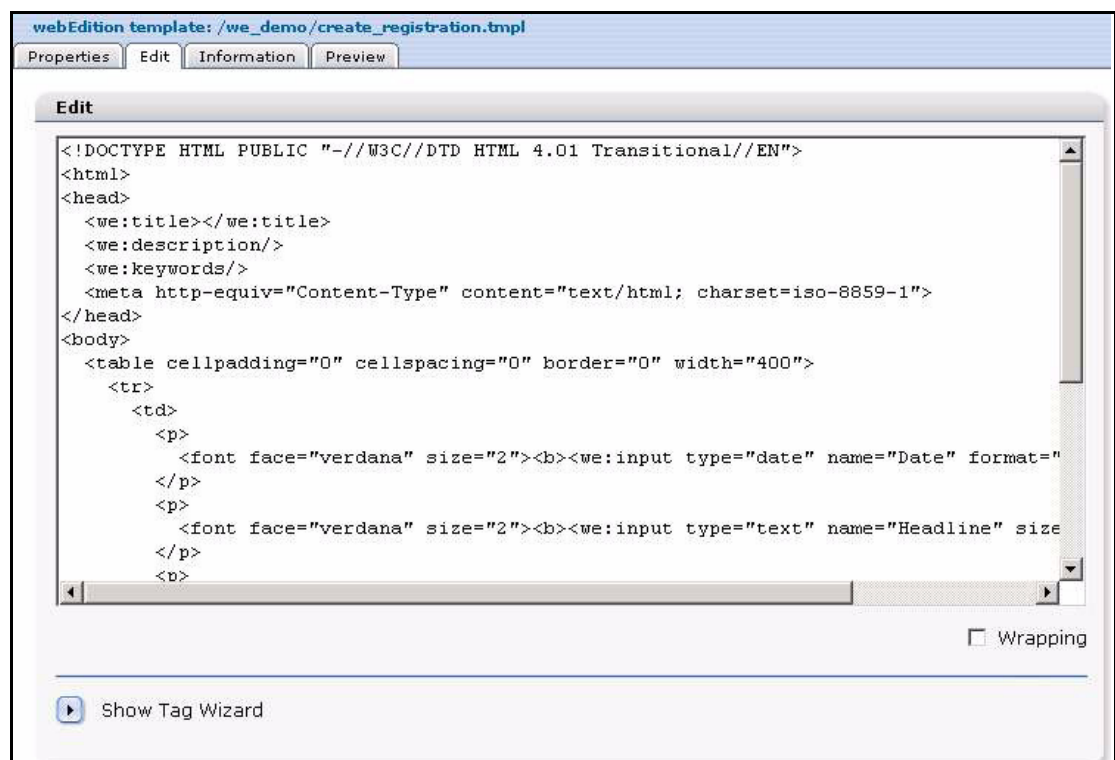 webEdition template: /we_demo/create_registration.tmpl
Properties Edit Information Preview
Edit
<!DOCTYPE HTML PUBLIC "-//W3C//DTD HTML 4.01 Transitional//EN">
<html>
<head>
<we:title></we:title>
<we:description/>
<we:keywords/>
<meta http-equiv="Content-Type" content="text/html; charset=iso-8859-1">
</head>
<body>
<table cellpadding="0" cellspacing="0" border="0" width="400">
<tr>
<td>
<p>
<font face="verdana" size="2"><b><we:input type="date" name="Date" format="
</p>
<p>
<font face="verdana" size="2"><b><we:input type="text" name="Headline" size
</p>
<p>
Wrapping
Show Tag Wizard